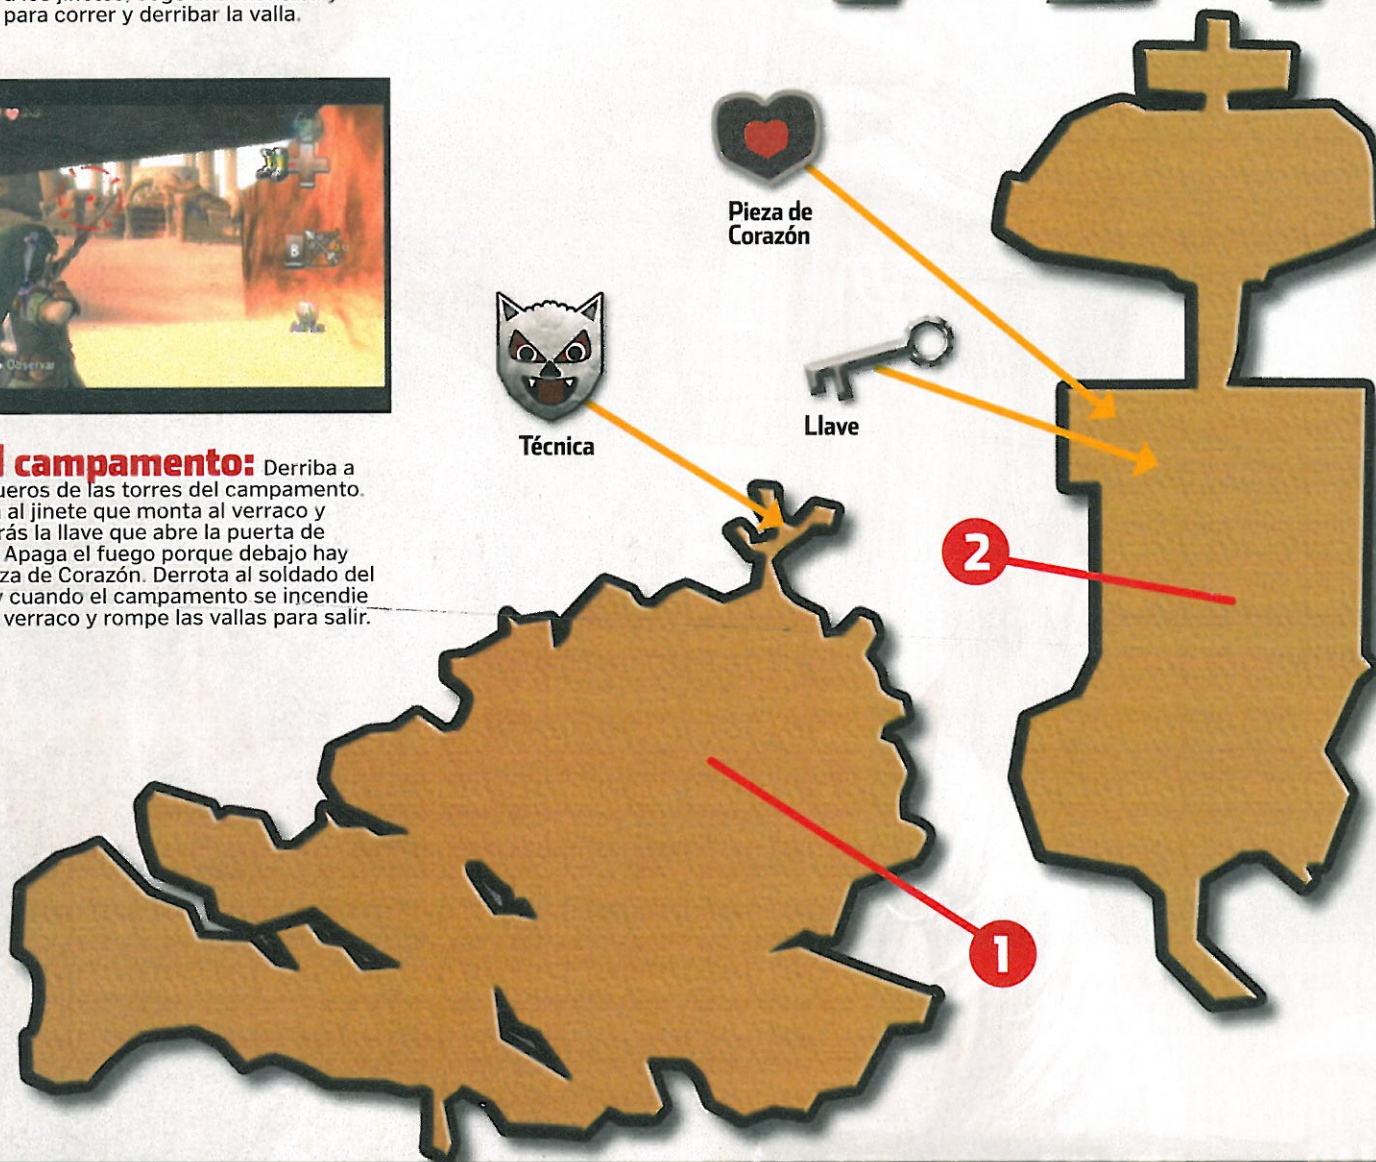 para correr y derribar la valla.
Observar
B
campamento: Derriba a
ueros de las torres del campamento.
al jinete que monta al verraco y
rás la llave que abre la puerta de
Apaga el fuego porque debajo hay
za de Corazón. Derrota al soldado del
y cuando el campamento se incendie
verraco y rompe las vallas para salir.
Pieza de
Corazón
Técnica
Llave
2
1